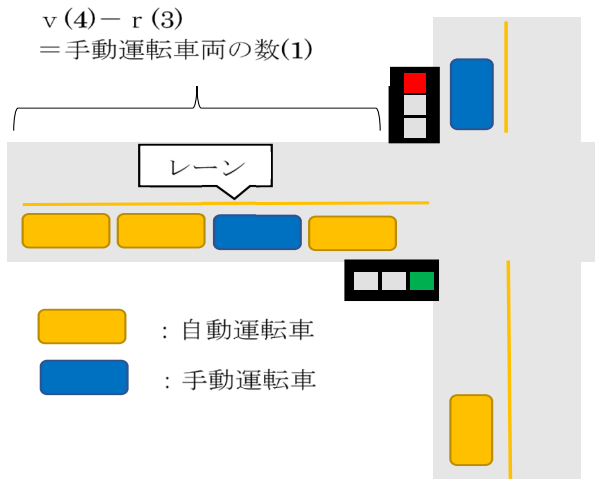 v(4)－r(3)
＝手動運転車両の数(1)
レーン
：自動運転車
：手動運転車